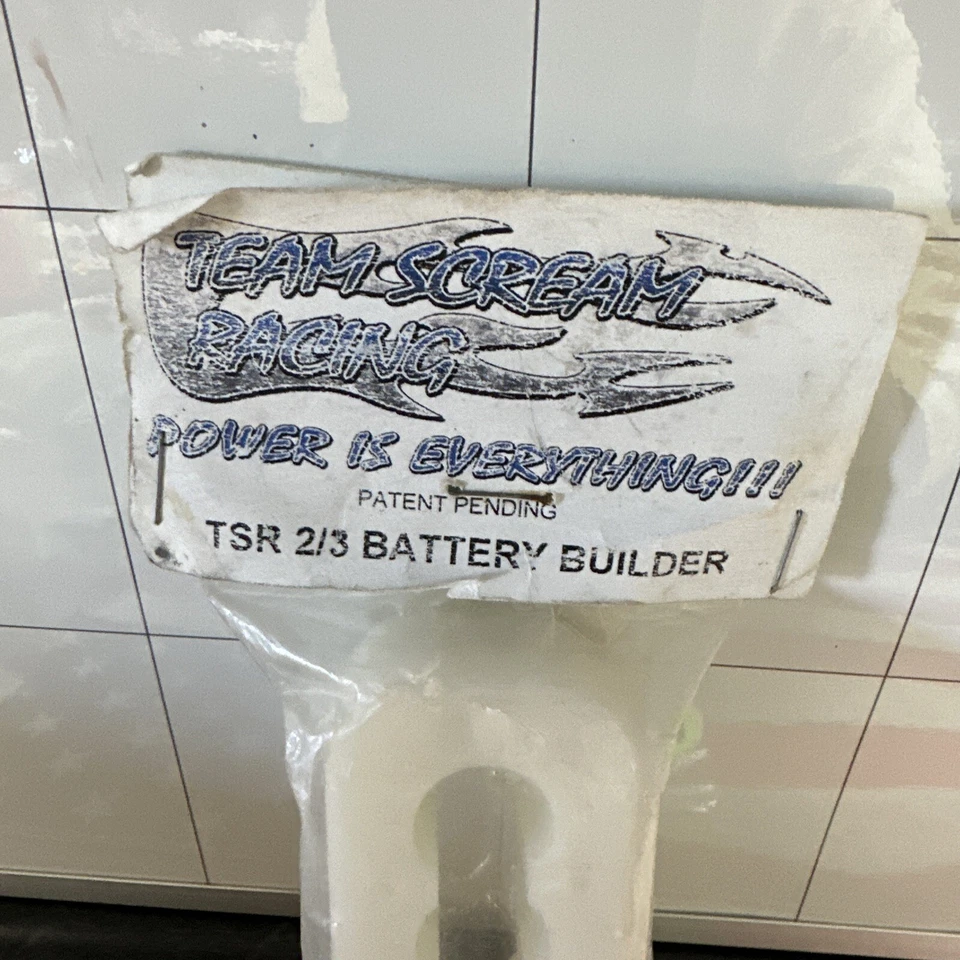 TEAM SCREAM
RACING
POWER IS EVERYTHING!!!
PATENT PENDING
TSR 2/3 BATTERY BUILDER